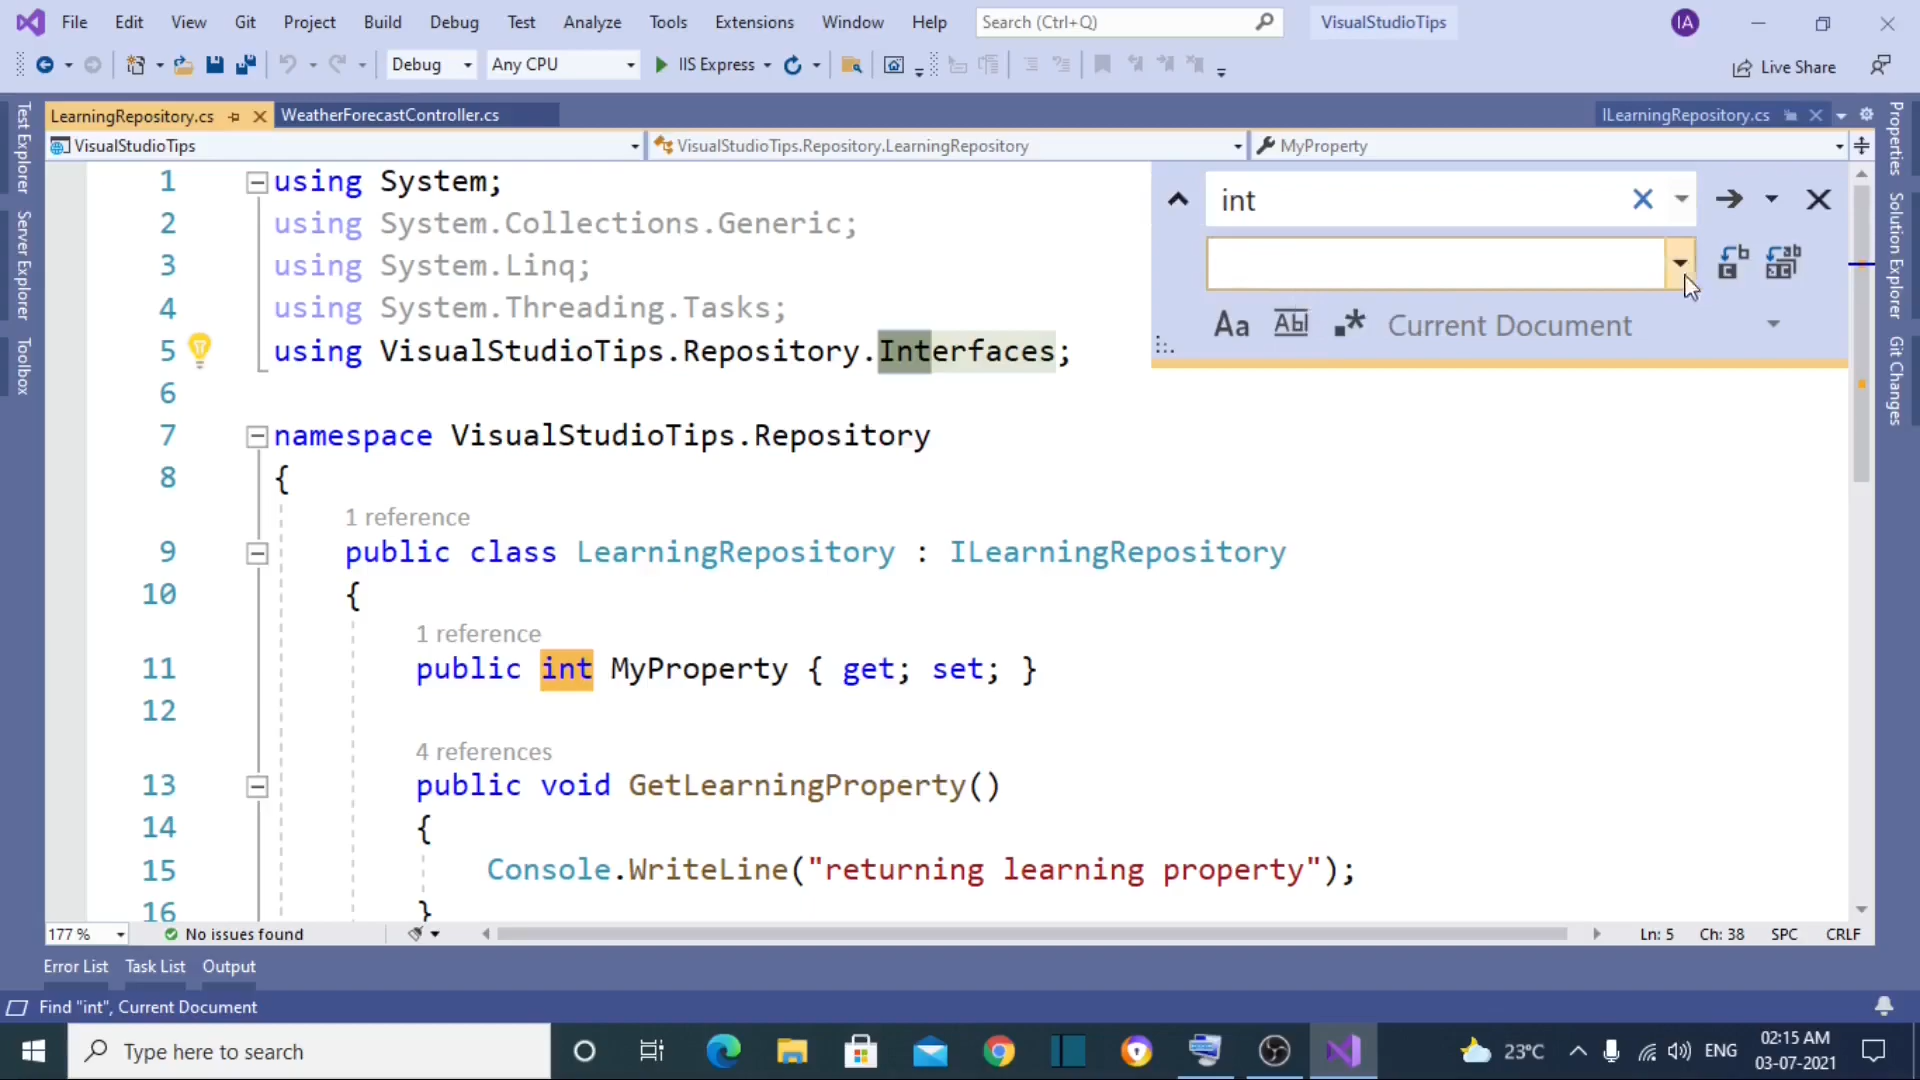 File Edit View Git Project Build Debug Test Analyze Tools Extensions Window Help Search (Ctrl+Q) VisualStudioTips IA
Debug Any CPU IIS Express Live Share
LearningRepository.cs WeatherForecastController.cs ILearningRepository.cs
VisualStudioTips VisualStudioTips.Repository.LearningRepository MyProperty
Test Explorer
Server Explorer
Toolbox
Properties
Solution Explorer
Git Changes
int
Aa Abl .* Current Document
1 using System;
2 using System.Collections.Generic;
3 using System.Linq;
4 using System.Threading.Tasks;
5 using VisualStudioTips.Repository.Interfaces;
6
7 namespace VisualStudioTips.Repository
8 {
1 reference
9 public class LearningRepository : ILearningRepository
10 {
1 reference
11 public int MyProperty { get; set; }
12
4 references
13 public void GetLearningProperty()
14 {
15 Console.WriteLine("returning learning property");
16 }
177 % No issues found Ln: 5 Ch: 38 SPC CRLF
Error List Task List Output
Find "int", Current Document
Type here to search 23°C ENG 02:15 AM
03-07-2021